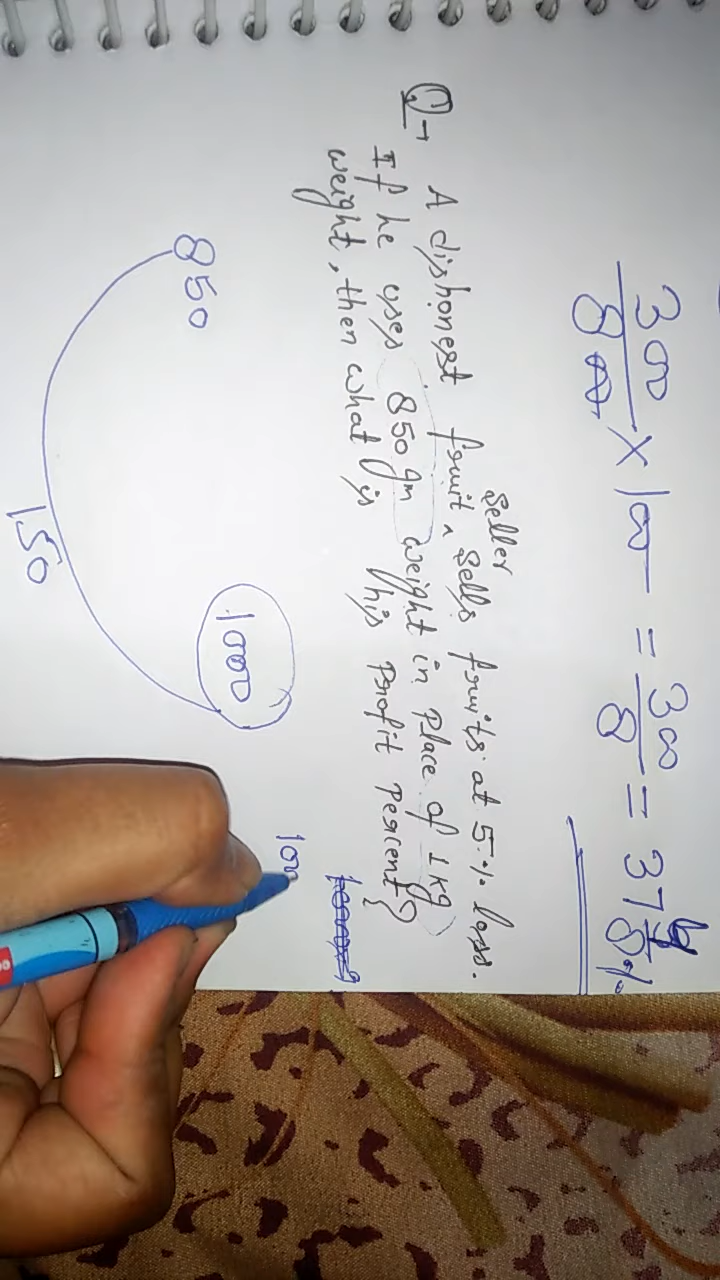 300/800 × 100 = 300/8 = 37 4/8 %
Q→ A dishonest fruit ^ seller sells fruits at 5% loss.
If he uses 850 gm weight in place of 1 kg
weight, then what is his profit percent?
850
1000
150
100